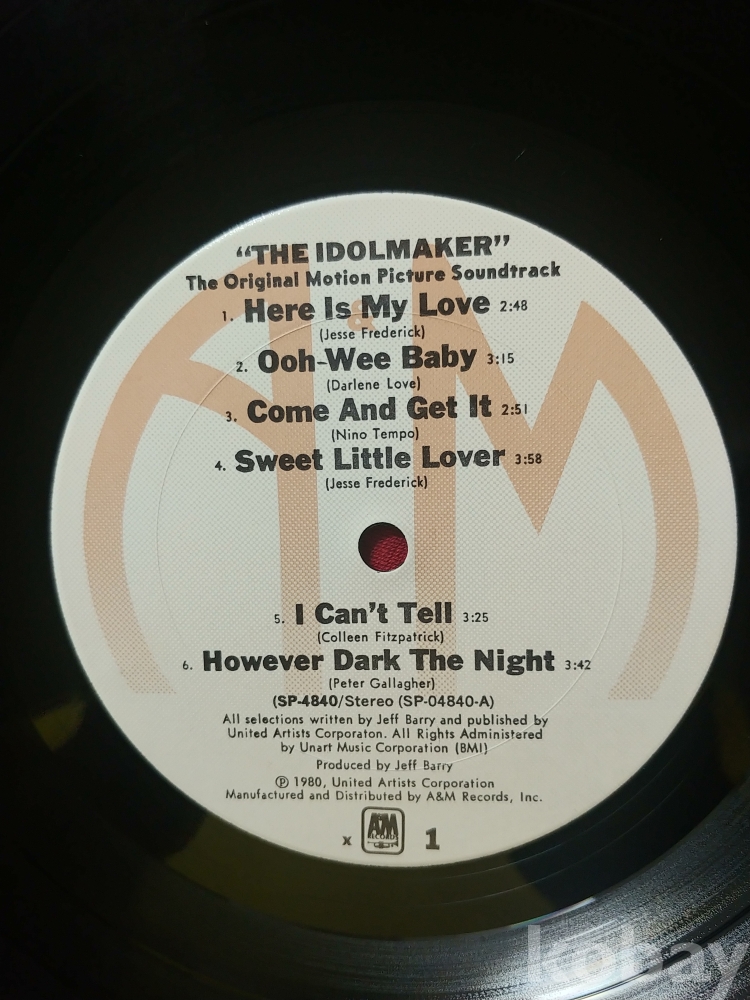 “THE IDOLMAKER”
The Original Motion Picture Soundtrack
1. Here Is My Love 2:48
(Jesse Frederick)
2. Ooh-Wee Baby 3:15
(Darlene Love)
3. Come And Get It 2:51
(Nino Tempo)
4. Sweet Little Lover 3:58
(Jesse Frederick)
5. I Can't Tell 3:25
(Colleen Fitzpatrick)
6. However Dark The Night 3:42
(Peter Gallagher)
(SP-4840/Stereo (SP-04840-A)
All selections written by Jeff Barry and published by
United Artists Corporaton. All Rights Administered
by Unart Music Corporation (BMI)
Produced by Jeff Barry
℗ 1980, United Artists Corporation
Manufactured and Distributed by A&M Records, Inc.
x A&M RECORDS 1
kobay